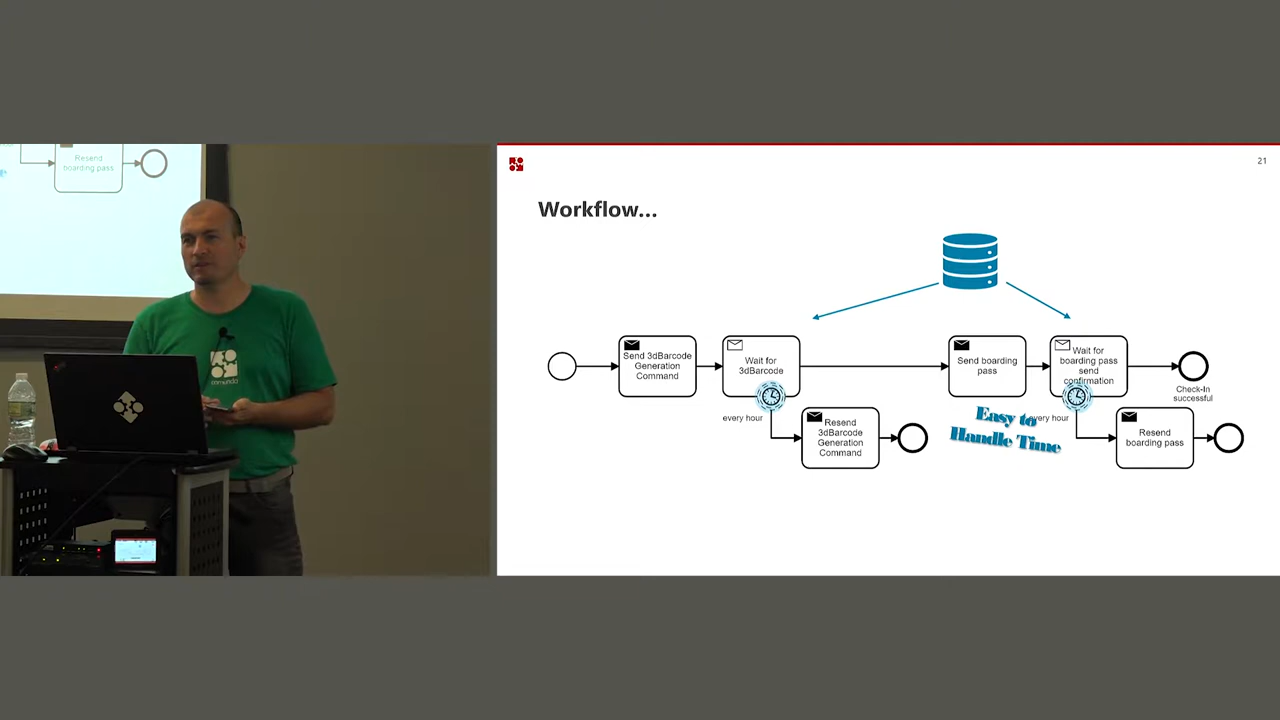 Resend
boarding pass
camunda
21
Workflow...
Send 3dBarcode
Generation
Command
Wait for
3dBarcode
Send boarding
pass
Wait for
boarding pass
send
confirmation
Check-In
successful
every hour
Resend
3dBarcode
Generation
Command
Easy to
Handle Time
every hour
Resend
boarding pass